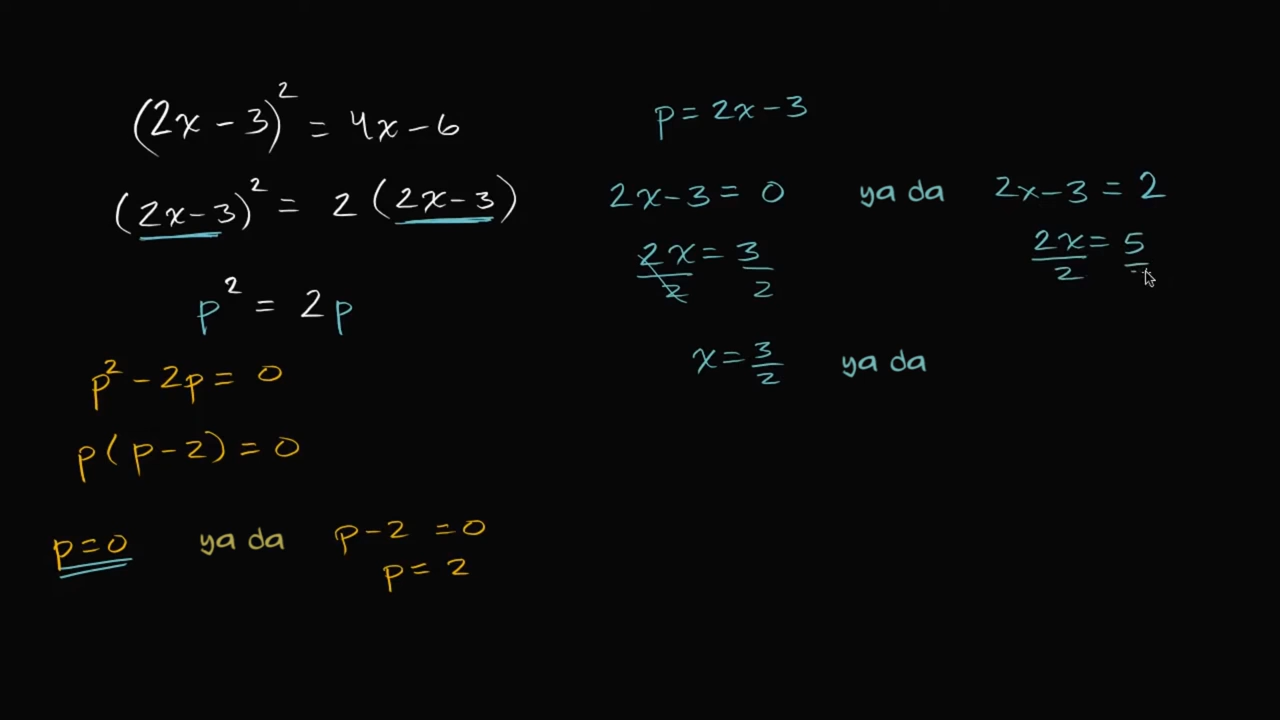 (2x - 3)² = 4x - 6
(2x - 3)² = 2 (2x - 3)
p² = 2p
p² - 2p = 0
p(p - 2) = 0
p = 0 ya da p - 2 = 0
p = 2
p = 2x - 3
2x - 3 = 0 ya da 2x - 3 = 2
2x/2 = 3/2
2x/2 = 5
x = 3/2 ya da